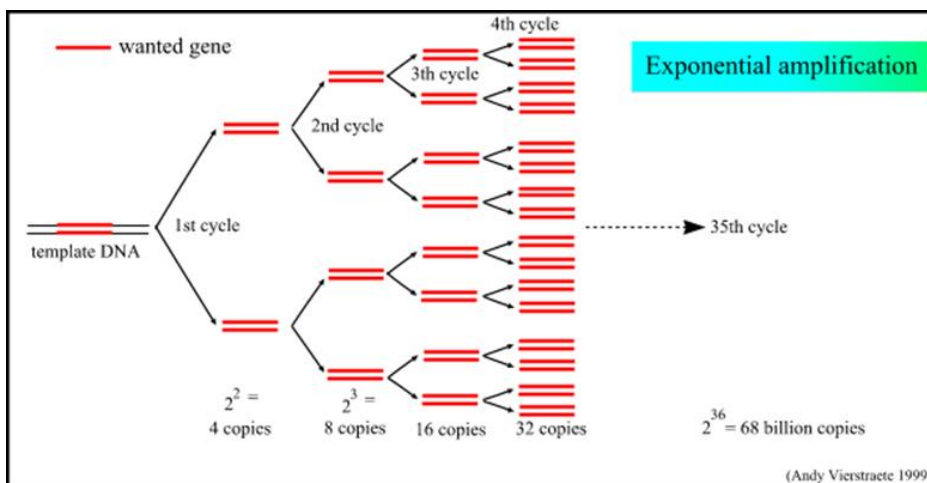 wanted gene
4th cycle
Exponential amplification
3th cycle
2nd cycle
1st cycle
template DNA
35th cycle
2^2 =
4 copies
2^3 =
8 copies
16 copies
32 copies
2^36 = 68 billion copies
(Andy Vierstraete 1999